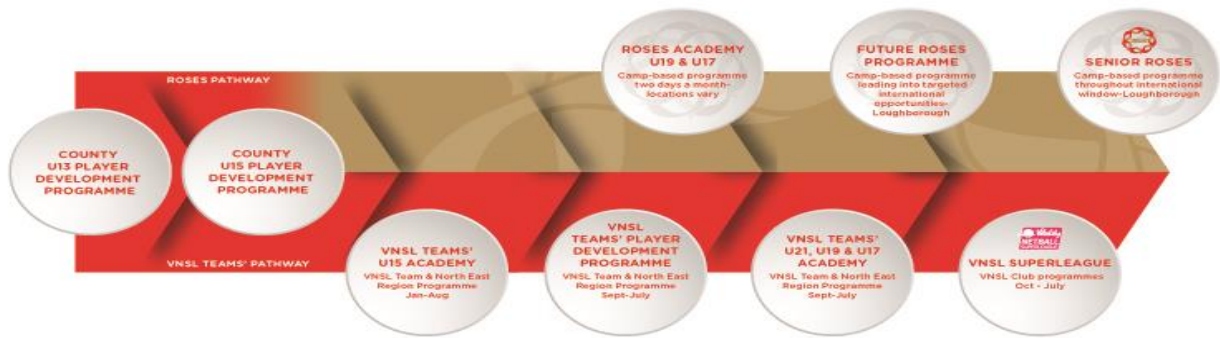 ROSES PATHWAY
COUNTY
U13 PLAYER
DEVELOPMENT
PROGRAMME
COUNTY
U15 PLAYER
DEVELOPMENT
PROGRAMME
ROSES ACADEMY
U19 & U17
Camp-based programme
two days a month-
locations vary
FUTURE ROSES
PROGRAMME
Camp-based programme
leading into targeted
international
opportunities-
Loughborough
SENIOR ROSES
Camp-based programme
throughout international
window-Loughborough
VNSL TEAMS' PATHWAY
VNSL TEAMS'
U15 ACADEMY
VNSL Team & North East
Region Programme
Jan-Aug
VNSL
TEAMS' PLAYER
DEVELOPMENT
PROGRAMME
VNSL Team & North East
Region Programme
Sept-July
VNSL TEAMS'
U21, U19 & U17
ACADEMY
VNSL Team & North East
Region Programme
Sept-July
Vitality
NETBALL
SUPERLEAGUE
VNSL SUPERLEAGUE
VNSL Club programmes
Oct - July